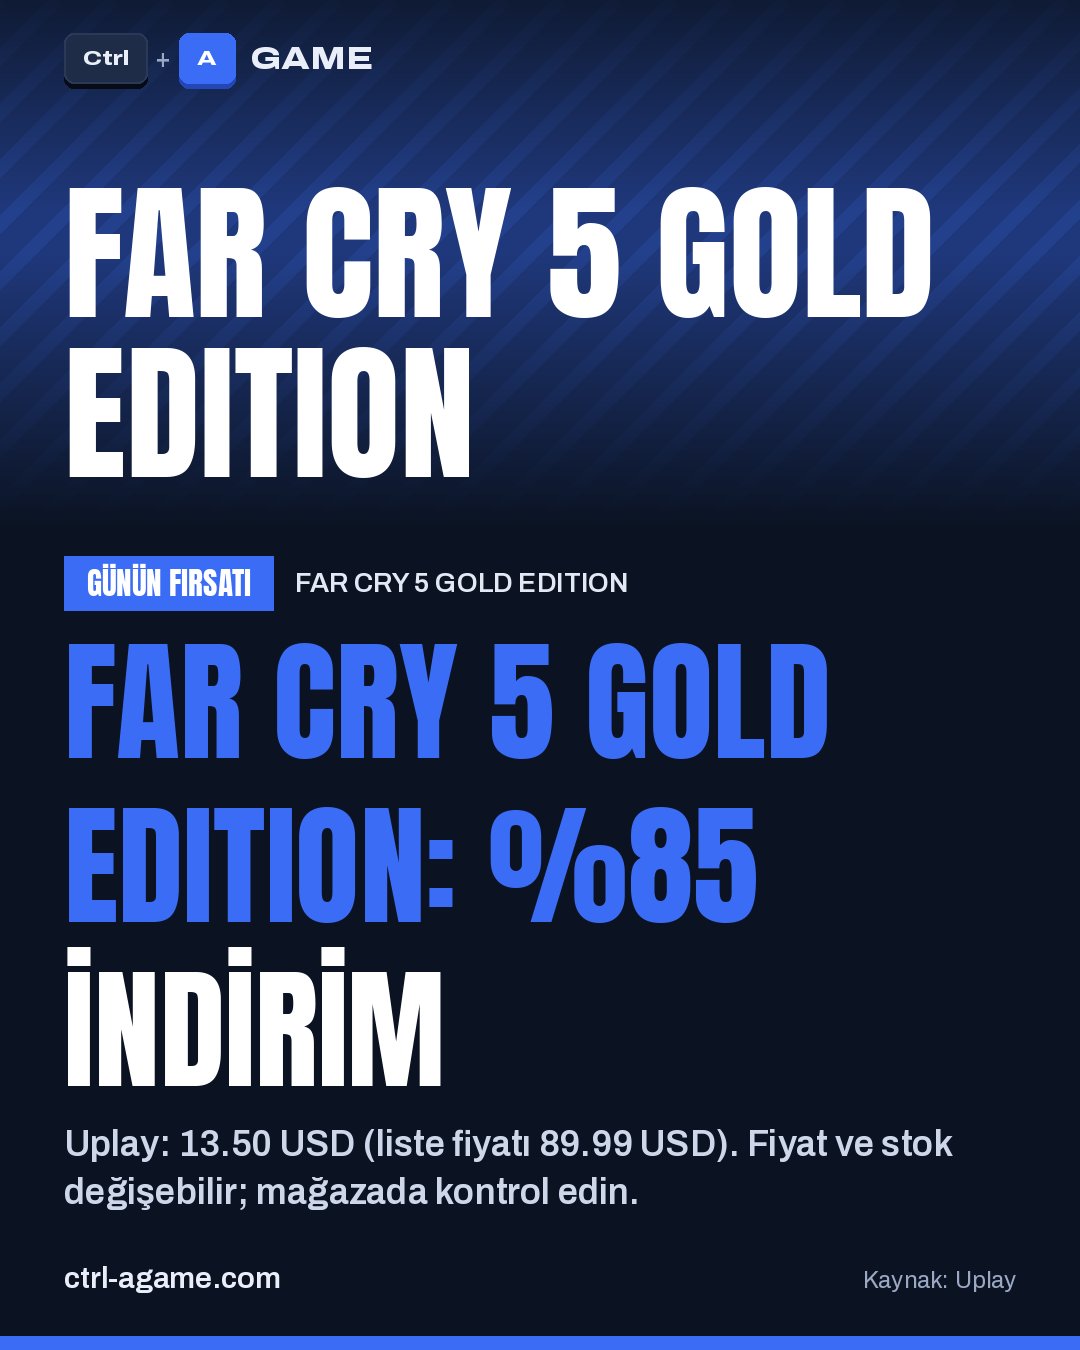 Ctrl + A GAME
FAR CRY 5 GOLD
EDITION
GÜNÜN FIRSATI FAR CRY 5 GOLD EDITION
FAR CRY 5 GOLD
EDITION: %85
İNDİRİM
Uplay: 13.50 USD (liste fiyatı 89.99 USD). Fiyat ve stok
değişebilir; mağazada kontrol edin.
ctrl-agame.com Kaynak: Uplay